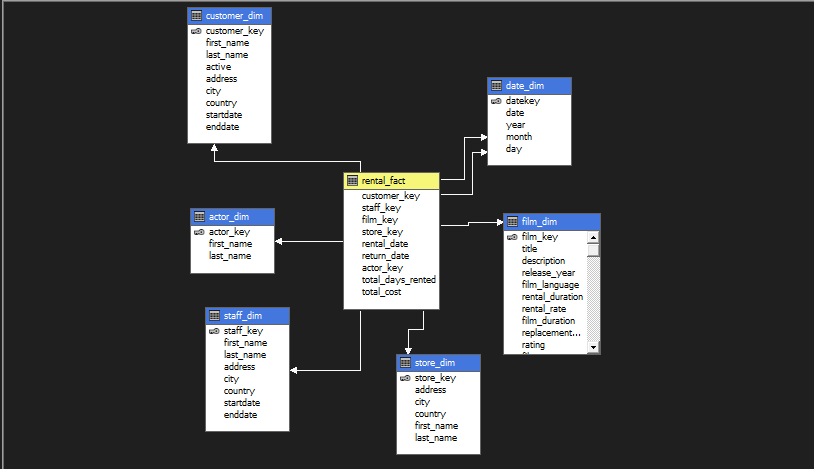 customer_dim
customer_key
first_name
last_name
active
address
city
country
startdate
enddate
date_dim
datekey
date
year
month
day
rental_fact
customer_key
staff_key
film_key
store_key
rental_date
return_date
actor_key
total_days_rented
total_cost
actor_dim
actor_key
first_name
last_name
film_dim
film_key
title
description
release_year
film_language
rental_duration
rental_rate
film_duration
replacement...
rating
staff_dim
staff_key
first_name
last_name
address
city
country
startdate
enddate
store_dim
store_key
address
city
country
first_name
last_name